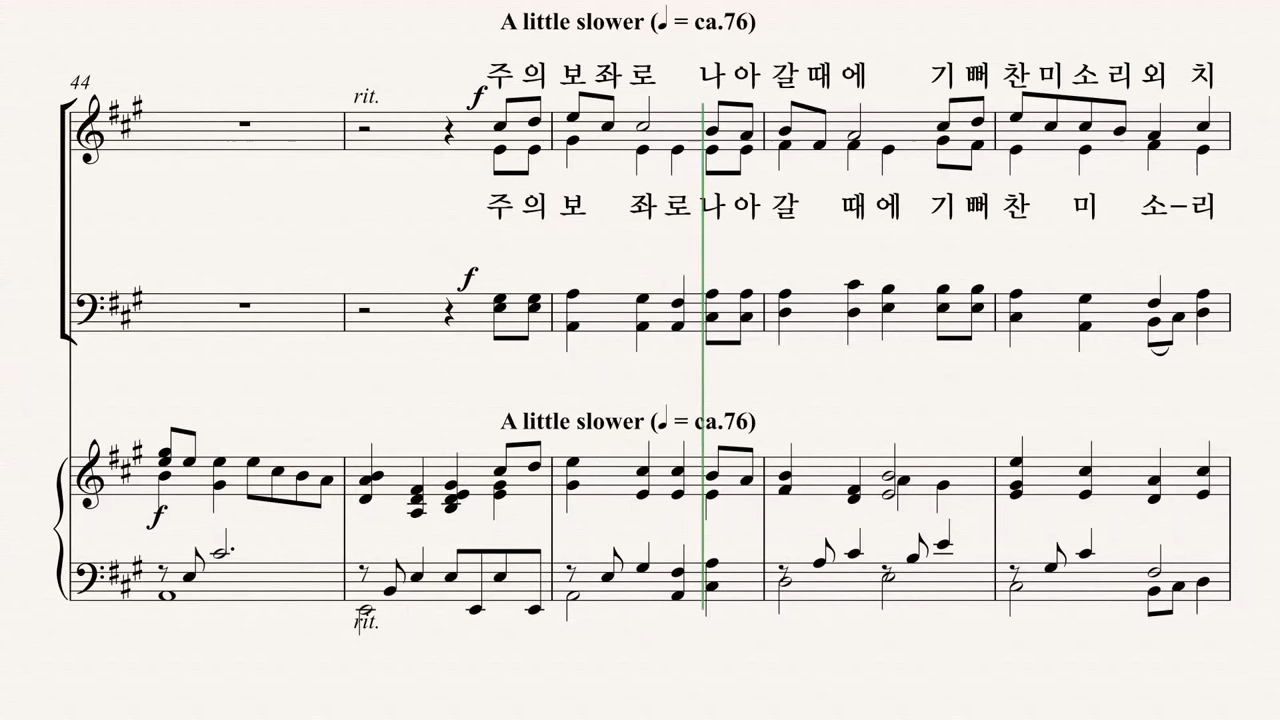 A little slower (♩ = ca.76)
주의 보좌로 나아갈때에 기뻐찬미소리외 치
44
rit.
f
주의보 좌로나아갈 때에 기뻐찬 미 소-리
f
A little slower (♩ = ca.76)
f
rit.